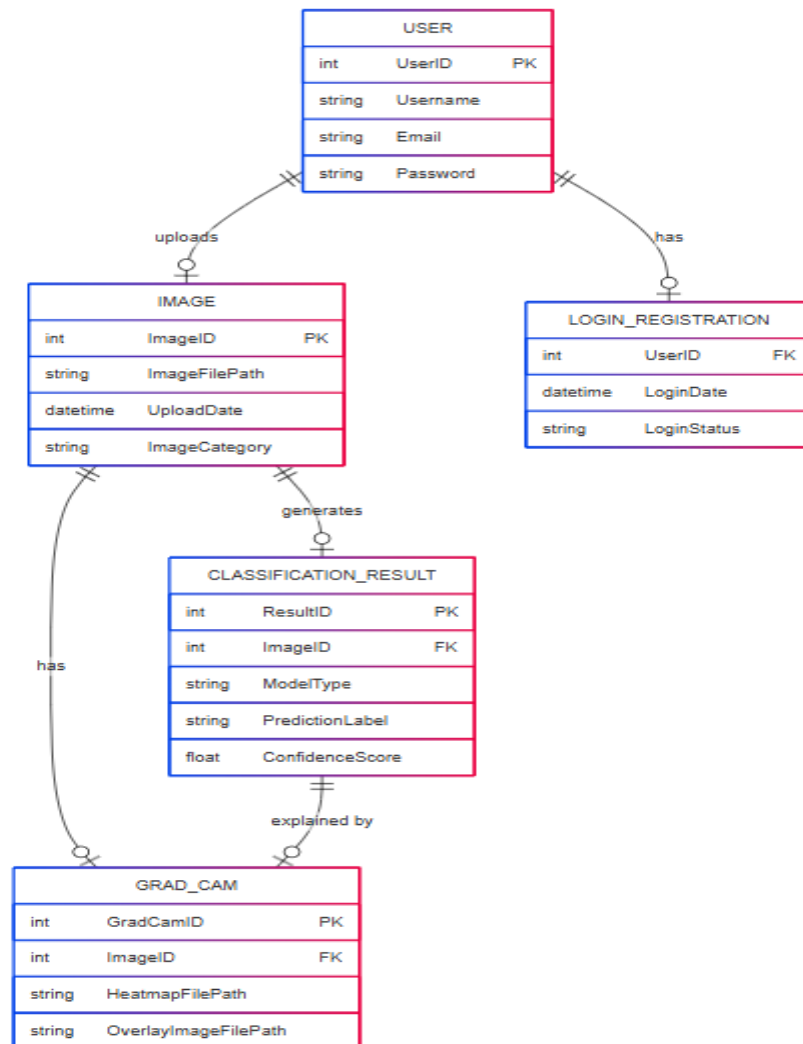 USER
int UserID PK
string Username
string Email
string Password
uploads
has
IMAGE
int ImageID PK
string ImageFilePath
datetime UploadDate
string ImageCategory
LOGIN_REGISTRATION
int UserID FK
datetime LoginDate
string LoginStatus
generates
CLASSIFICATION_RESULT
int ResultID PK
int ImageID FK
string ModelType
string PredictionLabel
float ConfidenceScore
has
explained by
GRAD_CAM
int GradCamID PK
int ImageID FK
string HeatmapFilePath
string OverlayImageFilePath